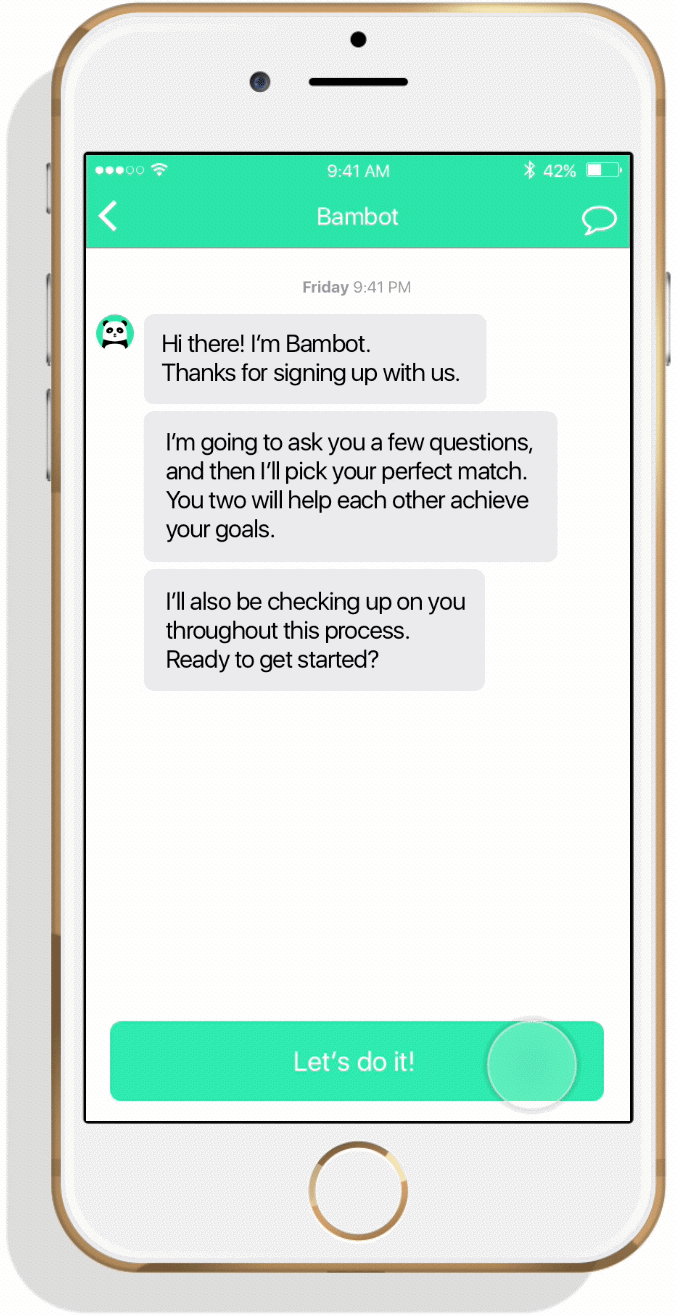 9:41 AM
42%
Bambot
Friday 9:41 PM
Hi there! I’m Bambot.
Thanks for signing up with us.
I’m going to ask you a few questions,
and then I’ll pick your perfect match.
You two will help each other achieve
your goals.
I’ll also be checking up on you
throughout this process.
Ready to get started?
Let’s do it!